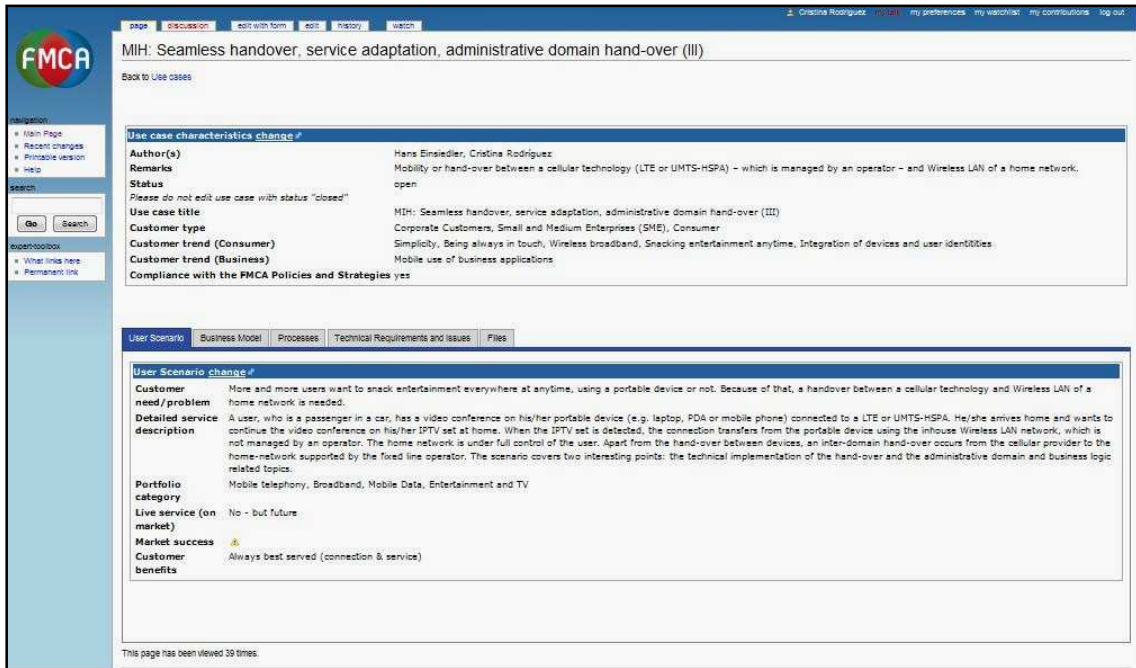 Cristina Rodriguez my talk my preferences my watchlist my contributions log out
page discussion edit with form edit history watch
FMCA
MIH: Seamless handover, service adaptation, administrative domain hand-over (III)
Back to Use cases
navigation
Main Page
Recent changes
Printable version
Help
search
Go Search
expert-toolbox
What links here
Permanent link
Use case characteristics change
Author(s) Hans Einsiedler, Cristina Rodríguez
Remarks Mobility or hand-over between a cellular technology (LTE or UMTS-HSPA) – which is managed by an operator – and Wireless LAN of a home network.
Status open
Please do not edit use case with status "closed"
Use case title MIH: Seamless handover, service adaptation, administrative domain hand-over (III)
Customer type Corporate Customers, Small and Medium Enterprises (SME), Consumer
Customer trend (Consumer) Simplicity, Being always in touch, Wireless broadband, Snacking entertainment anytime, Integration of devices and user identitities
Customer trend (Business) Mobile use of business applications
Compliance with the FMCA Policies and Strategies yes
User Scenario Business Model Processes Technical Requirements and Issues Files
User Scenario change
Customer need/problem More and more users want to snack entertainment everywhere at anytime, using a portable device or not. Because of that, a handover between a cellular technology and Wireless LAN of a
home network is needed.
Detailed service description A user, who is a passenger in a car, has a video conference on his/her portable device (e.g. laptop, PDA or mobile phone) connected to a LTE or UMTS-HSPA. He/she arrives home and wants to
continue the video conference on his/her IPTV set at home. When the IPTV set is detected, the connection transfers from the portable device using the inhouse Wireless LAN network, which is
not managed by an operator. The home network is under full control of the user. Apart from the hand-over between devices, an inter-domain hand-over occurs from the cellular provider to the
home-network supported by the fixed line operator. The scenario covers two interesting points: the technical implementation of the hand-over and the administrative domain and business logic
related topics.
Portfolio category Mobile telephony, Broadband, Mobile Data, Entertainment and TV
Live service (on market) No - but future
Market success
Customer benefits Always best served (connection & service)
This page has been viewed 39 times.